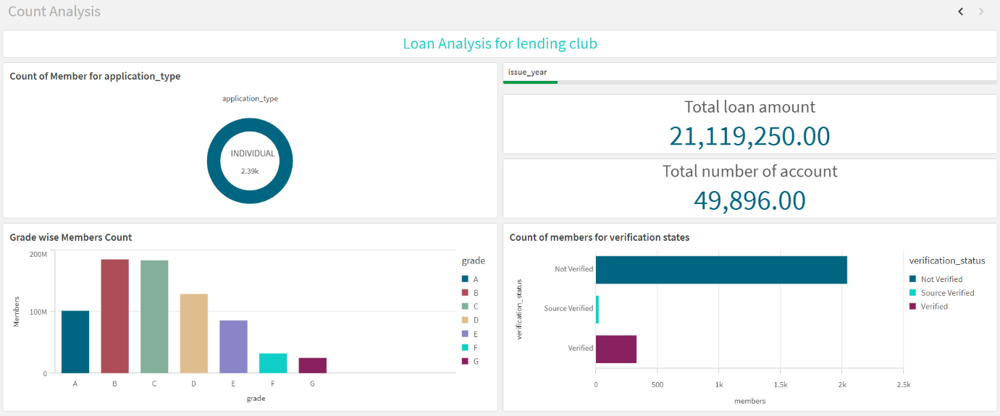 Count Analysis
Loan Analysis for lending club
Count of Member for application_type
application_type
INDIVIDUAL
2.39k
issue_year
Total loan amount
21,119,250.00
Total number of account
49,896.00
Grade wise Members Count
200M
100M
0
Members
A B C D E F G
grade
grade
A
B
C
D
E
F
G
Count of members for verification states
verification_status
Not Verified
Source Verified
Verified
0 500 1k 1.5k 2k 2.5k
members
verification_status
Not Verified
Source Verified
Verified